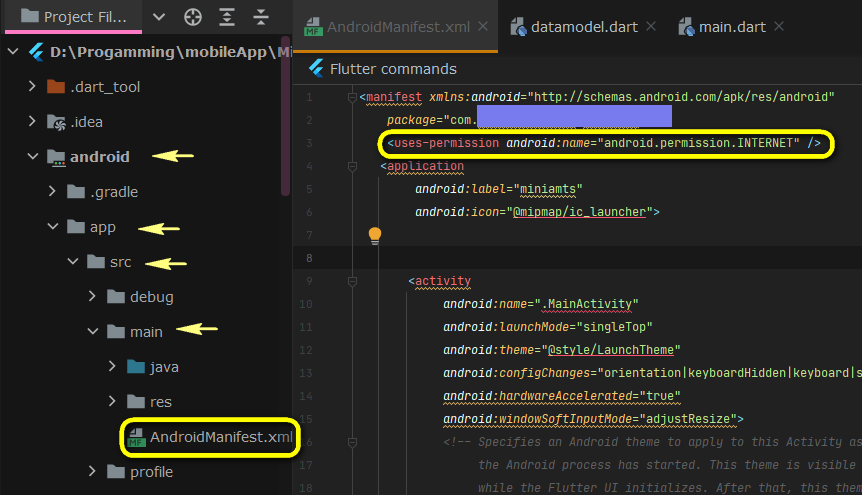 Project Fil...
AndroidManifest.xml
datamodel.dart
main.dart
D:\Progamming\mobileApp\Mi
.dart_tool
.idea
android
.gradle
app
src
debug
main
java
res
MF AndroidManifest.xml
profile
Flutter commands
1 <manifest xmlns:android="http://schemas.android.com/apk/res/android"
2 package="com.
3 <uses-permission android:name="android.permission.INTERNET" />
4 <application
5 android:label="miniamts"
6 android:icon="@mipmap/ic_launcher">
7
8
9 <activity
10 android:name=".MainActivity"
11 android:launchMode="singleTop"
12 android:theme="@style/LaunchTheme"
13 android:configChanges="orientation|keyboardHidden|keyboard|s
14 android:hardwareAccelerated="true"
15 android:windowSoftInputMode="adjustResize">
16 <!-- Specifies an Android theme to apply to this Activity as
17 the Android process has started. This theme is visible
18 while the Flutter UI initializes. After that, this them